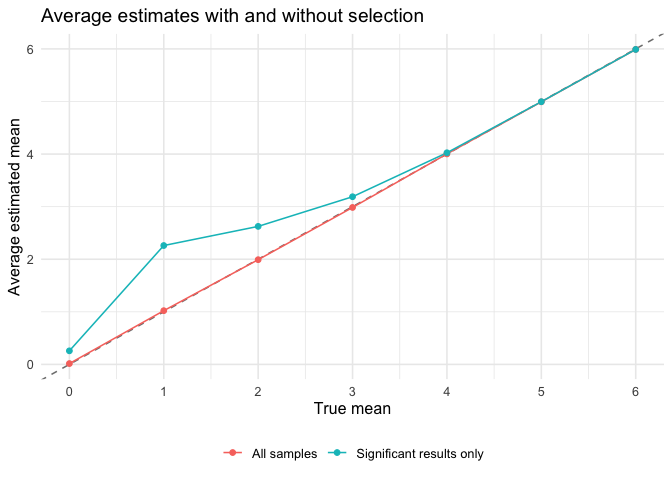 Average estimates with and without selection
Average estimated mean
6
4
2
0
0 1 2 3 4 5 6
True mean
All samples Significant results only